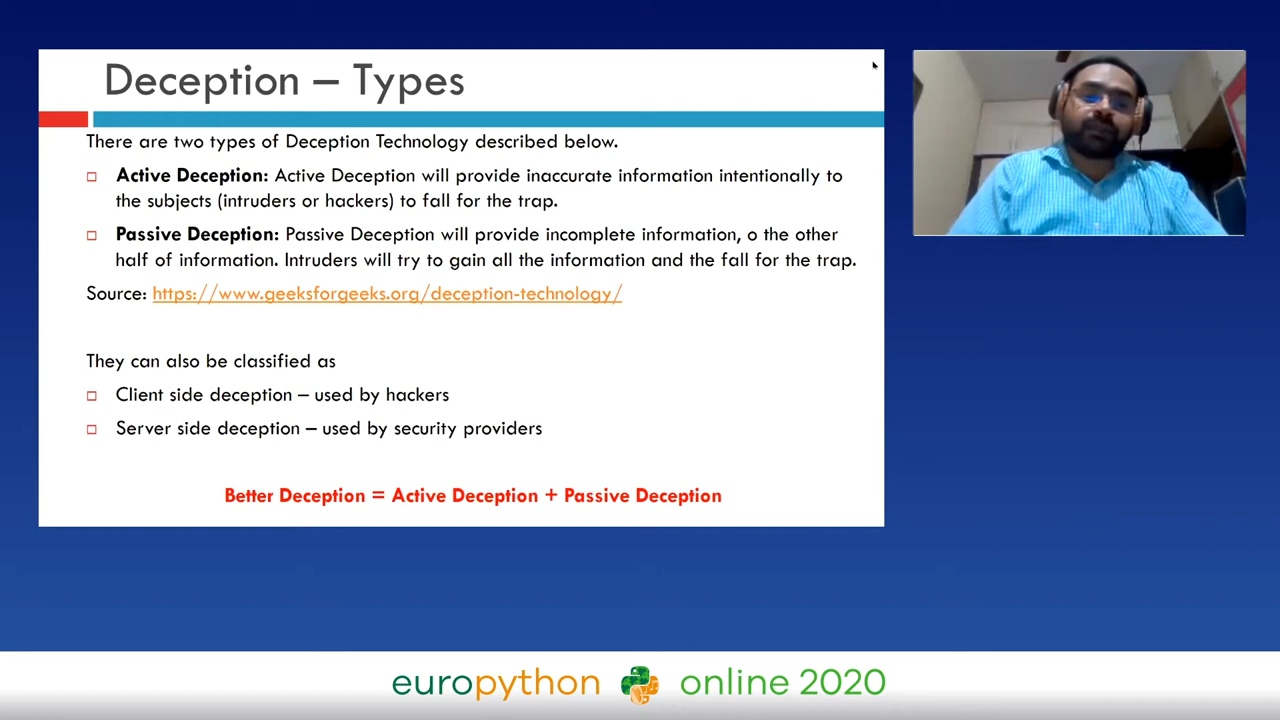 Deception – Types
There are two types of Deception Technology described below.
Active Deception: Active Deception will provide inaccurate information intentionally to
the subjects (intruders or hackers) to fall for the trap.
Passive Deception: Passive Deception will provide incomplete information, o the other
half of information. Intruders will try to gain all the information and the fall for the trap.
Source: https://www.geeksforgeeks.org/deception-technology/
They can also be classified as
Client side deception – used by hackers
Server side deception – used by security providers
Better Deception = Active Deception + Passive Deception
europython online 2020